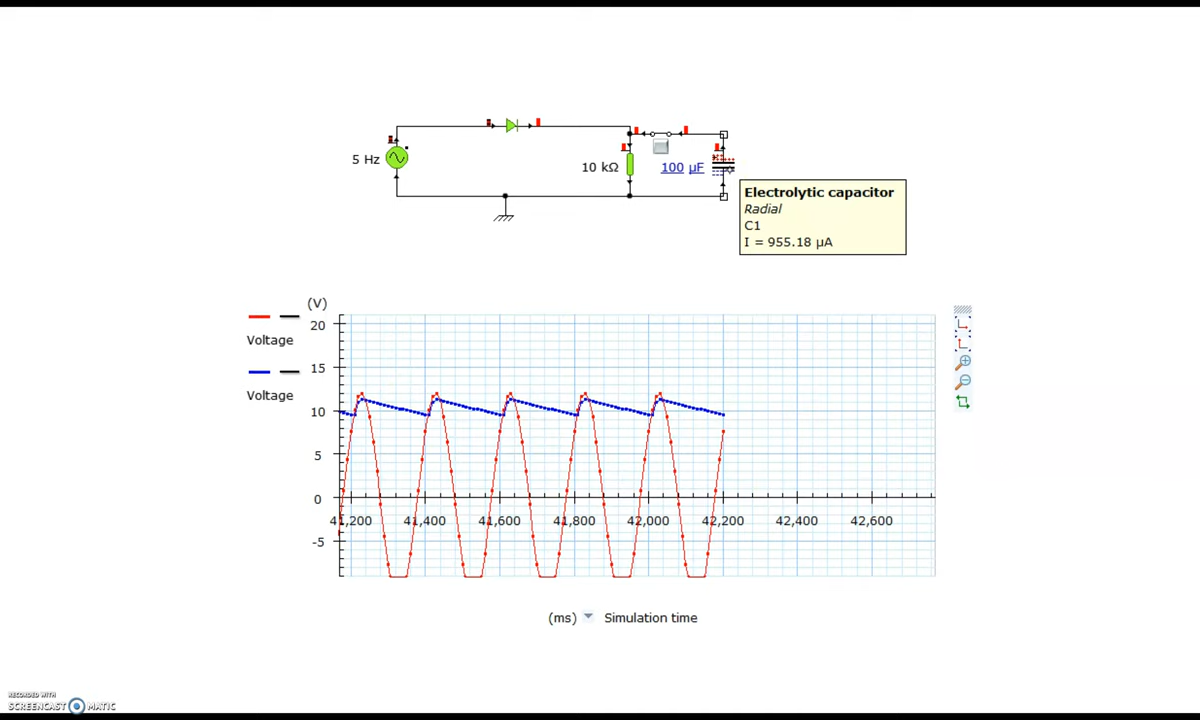 5 Hz
10 kΩ
100 µF
Electrolytic capacitor
Radial
C1
I = 955.18 µA
(V)
Voltage
Voltage
20
15
10
5
0
-5
41,200 41,400 41,600 41,800 42,000 42,200 42,400 42,600
(ms) Simulation time
RECORDED WITH
SCREENCAST MATIC